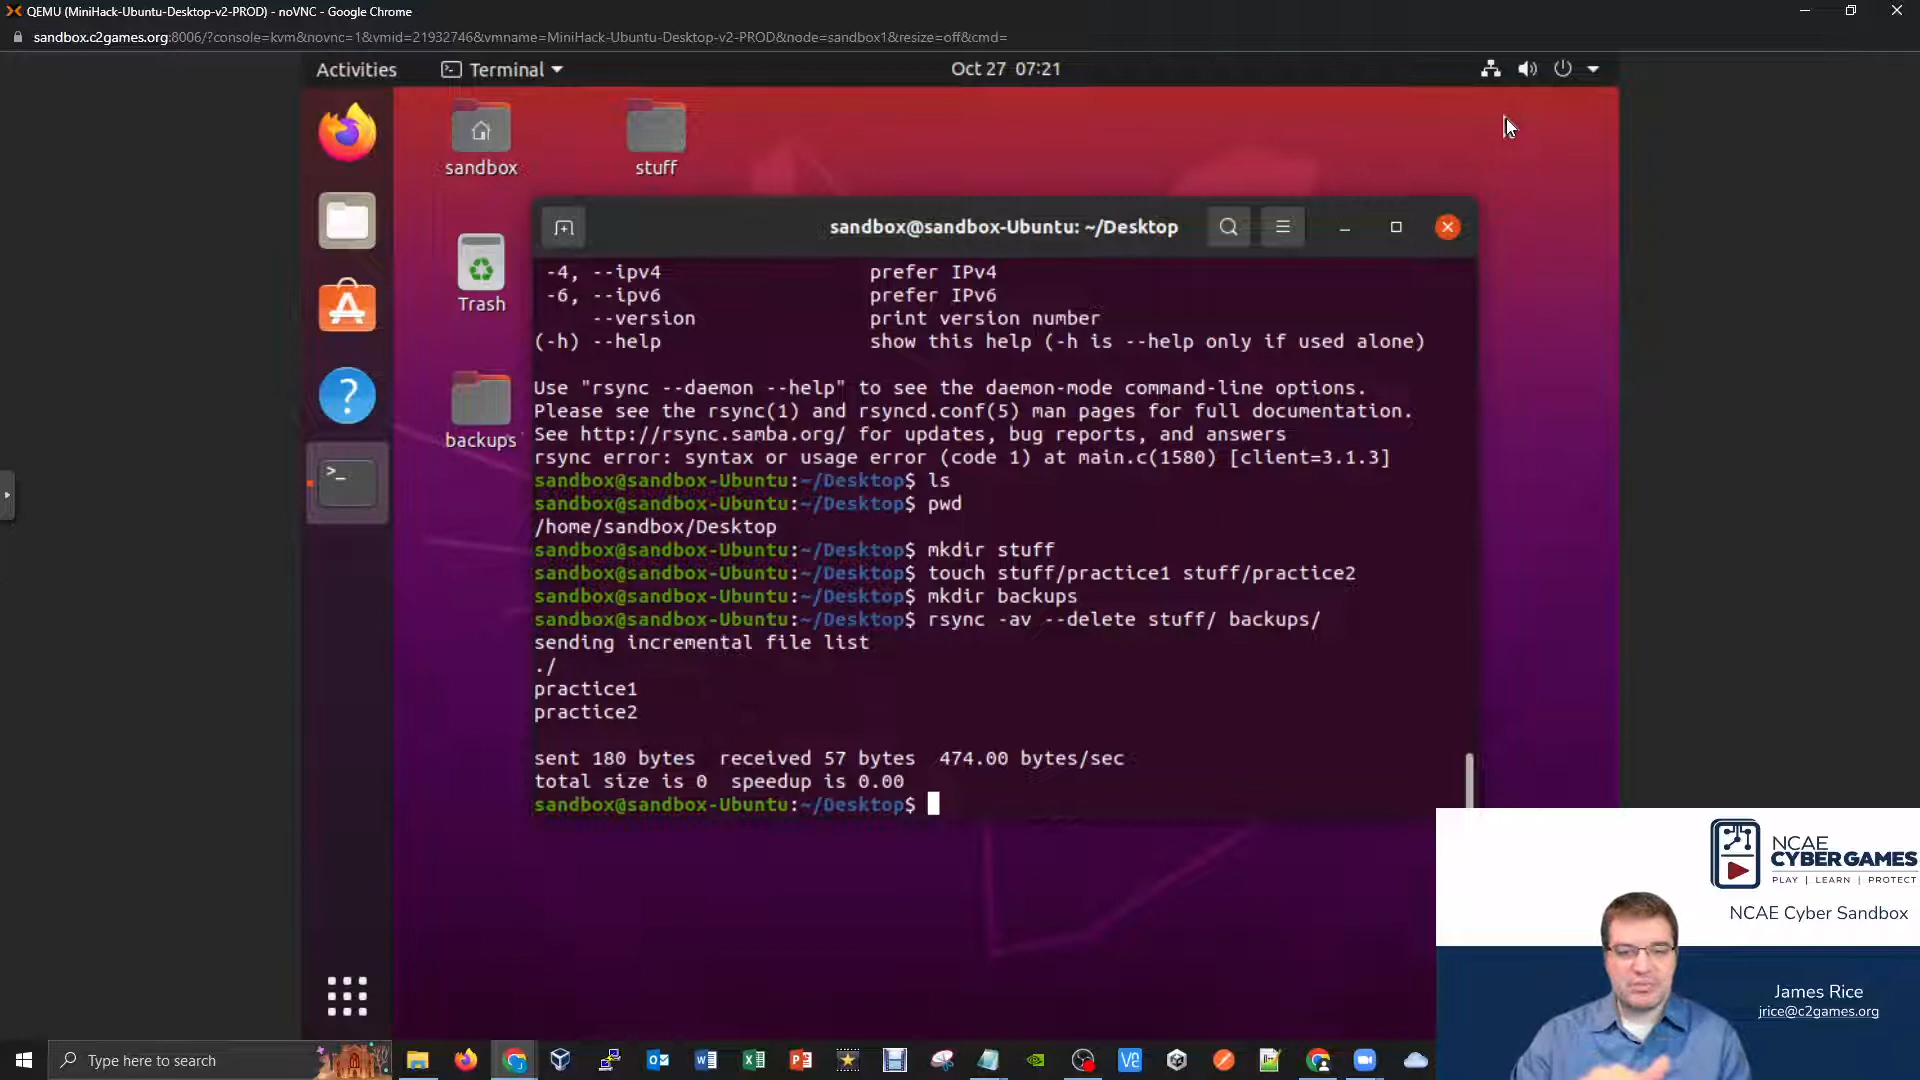 QEMU (MiniHack-Ubuntu-Desktop-v2-PROD) - noVNC - Google Chrome
sandbox.c2games.org:8006/?console=kvm&novnc=1&vmid=21932746&vmname=MiniHack-Ubuntu-Desktop-v2-PROD&node=sandbox1&resize=off&cmd=
Activities
Terminal
Oct 27 07:21
sandbox
stuff
Trash
backups
sandbox@sandbox-Ubuntu: ~/Desktop
-4, --ipv4 prefer IPv4
-6, --ipv6 prefer IPv6
--version print version number
(-h) --help show this help (-h is --help only if used alone)
Use "rsync --daemon --help" to see the daemon-mode command-line options.
Please see the rsync(1) and rsyncd.conf(5) man pages for full documentation.
See http://rsync.samba.org/ for updates, bug reports, and answers
rsync error: syntax or usage error (code 1) at main.c(1580) [client=3.1.3]
sandbox@sandbox-Ubuntu:~/Desktop$ ls
sandbox@sandbox-Ubuntu:~/Desktop$ pwd
/home/sandbox/Desktop
sandbox@sandbox-Ubuntu:~/Desktop$ mkdir stuff
sandbox@sandbox-Ubuntu:~/Desktop$ touch stuff/practice1 stuff/practice2
sandbox@sandbox-Ubuntu:~/Desktop$ mkdir backups
sandbox@sandbox-Ubuntu:~/Desktop$ rsync -av --delete stuff/ backups/
sending incremental file list
./
practice1
practice2
sent 180 bytes received 57 bytes 474.00 bytes/sec
total size is 0 speedup is 0.00
sandbox@sandbox-Ubuntu:~/Desktop$
NCAE
CYBERGAMES
PLAY | LEARN | PROTECT
NCAE Cyber Sandbox
James Rice
jrice@c2games.org
Type here to search